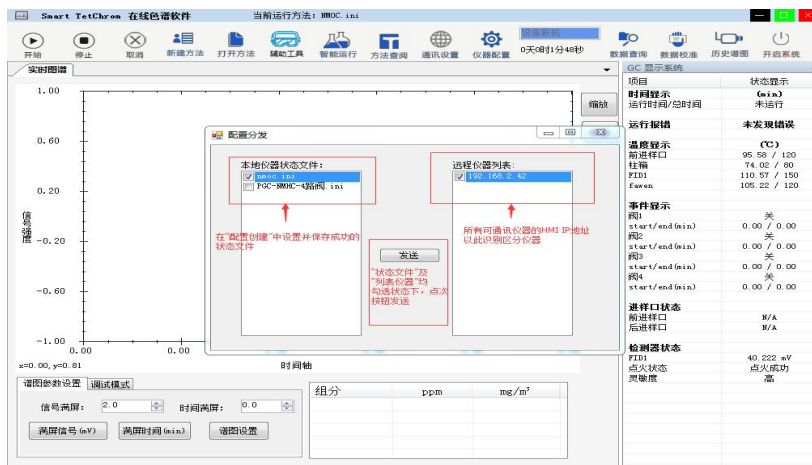 Smart TetChrom 在线色谱软件 当前运行方法: NMOC.ini
开始 停止 取消 新建方法 打开方法 辅助工具 智能运行 方法查阅 通讯设置 仪器配置
设备联机
0天0时1分48秒
数据查询 数据校准 历史谱图 开启系统
实时图谱
GC 显示系统
项目 状态显示
时间显示 (min)
运行时间/总时间 未运行
运行报错 未发现错误
温度显示 (℃)
前进样口 95.58 / 120
柱箱 74.02 / 80
FID1 110.57 / 150
fawen 105.22 / 120
事件显示
阀1 关
start/end(min) 0.00 / 0.00
阀2 关
start/end(min) 0.00 / 0.00
阀3 关
start/end(min) 0.00 / 0.00
阀4 关
start/end(min) 0.00 / 0.00
进样口状态
前进样口 N/A
后进样口 N/A
检测器状态
FID1 40.222 mV
点火状态 点火成功
灵敏度 高
1.00
0.60
0.20
-0.20
-0.60
-1.00
信号强度
0.00 0.00
x=0.00, y=0.81
时间轴
缩放
配置分发
本地仪器状态文件:
nmoc.ini
PGC-NMHC-4路阀.ini
在"配置创建"中设置并保存成功的
状态文件
远程仪器列表:
192.168.2.42
所有可通讯仪器的HMI IP地址
以此识别区分仪器
发送
"状态文件"及
"列表仪器"均
勾选状态下，点次
按钮发送
谱图参数设置 调试模式
信号满屏: 2.0 时间满屏: 0.0
满屏信号(mV) 满屏时间(min) 谱图设置
组分 ppm mg/m³